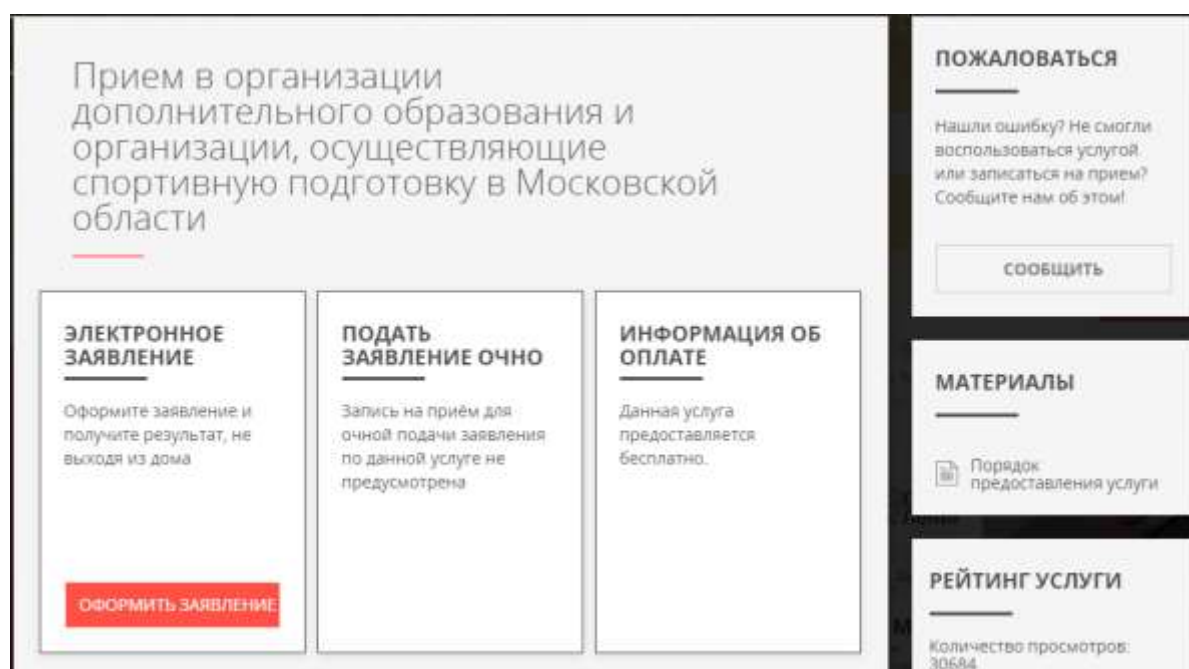 Прием в организации
дополнительного образования и
организации, осуществляющие
спортивную подготовку в Московской
области
ЭЛЕКТРОННОЕ
ЗАЯВЛЕНИЕ
Оформите заявление и
получите результат, не
выходя из дома
ОФОРМИТЬ ЗАЯВЛЕНИЕ
ПОДАТЬ
ЗАЯВЛЕНИЕ ОЧНО
Запись на приём для
очной подачи заявления
по данной услуге не
предусмотрена
ИНФОРМАЦИЯ ОБ
ОПЛАТЕ
Данная услуга
предоставляется
бесплатно.
ПОЖАЛОВАТЬСЯ
Нашли ошибку? Не смогли
воспользоваться услугой
или записаться на прием?
Сообщите нам об этом!
СООБЩИТЬ
МАТЕРИАЛЫ
Порядок
предоставления услуги
РЕЙТИНГ УСЛУГИ
Количество просмотров:
30684